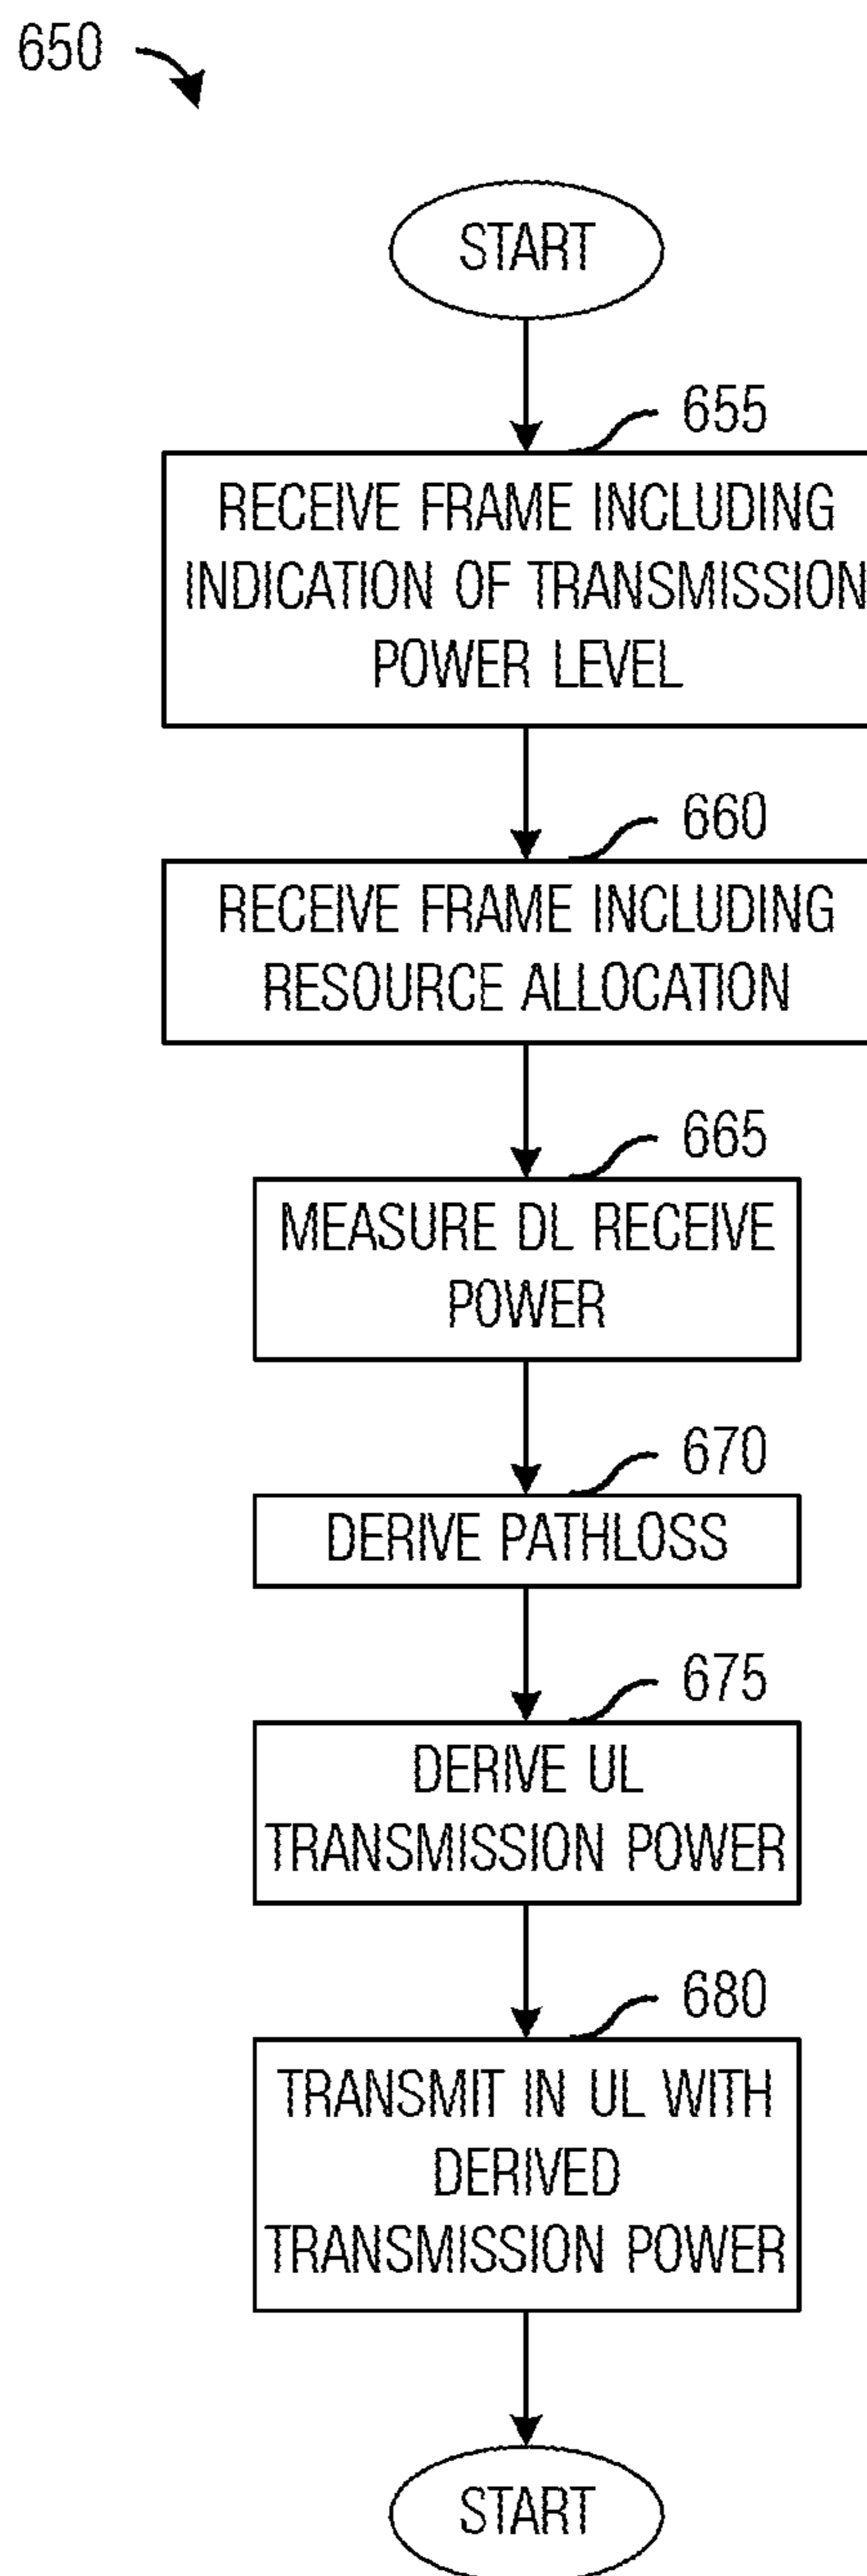 650
START
655
RECEIVE FRAME INCLUDING
INDICATION OF TRANSMISSION
POWER LEVEL
660
RECEIVE FRAME INCLUDING
RESOURCE ALLOCATION
665
MEASURE DL RECEIVE
POWER
670
DERIVE PATHLOSS
675
DERIVE UL
TRANSMISSION POWER
680
TRANSMIT IN UL WITH
DERIVED
TRANSMISSION POWER
START